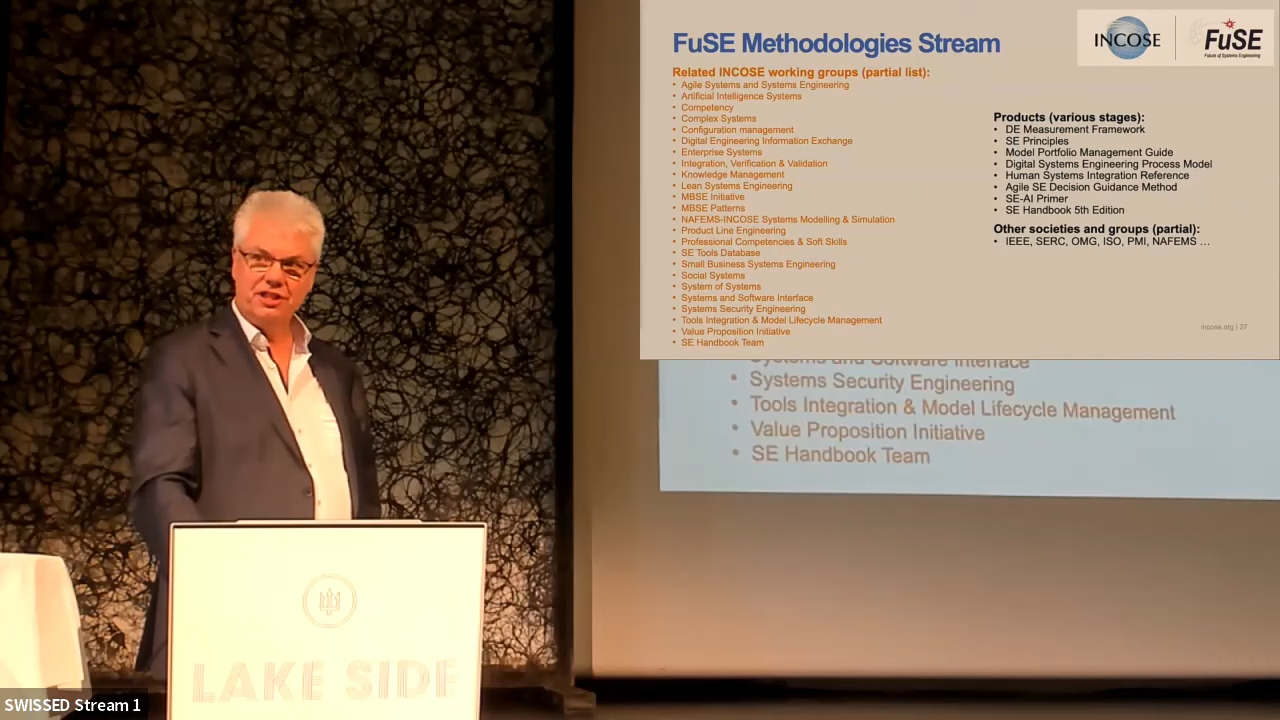 FuSE Methodologies Stream
INCOSE
FuSE
Future of Systems Engineering
Related INCOSE working groups (partial list):
• Agile Systems and Systems Engineering
• Artificial Intelligence Systems
• Competency
• Complex Systems
• Configuration management
• Digital Engineering Information Exchange
• Enterprise Systems
• Integration, Verification & Validation
• Knowledge Management
• Lean Systems Engineering
• MBSE Initiative
• MBSE Patterns
• NAFEMS-INCOSE Systems Modelling & Simulation
• Product Line Engineering
• Professional Competencies & Soft Skills
• SE Tools Database
• Small Business Systems Engineering
• Social Systems
• System of Systems
• Systems and Software Interface
• Systems Security Engineering
• Tools Integration & Model Lifecycle Management
• Value Proposition Initiative
• SE Handbook Team
Products (various stages):
• DE Measurement Framework
• SE Principles
• Model Portfolio Management Guide
• Digital Systems Engineering Process Model
• Human Systems Integration Reference
• Agile SE Decision Guidance Method
• SE-AI Primer
• SE Handbook 5th Edition
Other societies and groups (partial):
• IEEE, SERC, OMG, ISO, PMI, NAFEMS …
incose.org | 27
Systems and Software Interface
• Systems Security Engineering
• Tools Integration & Model Lifecycle Management
• Value Proposition Initiative
• SE Handbook Team
LAKE SIDE
SWISSED Stream 1